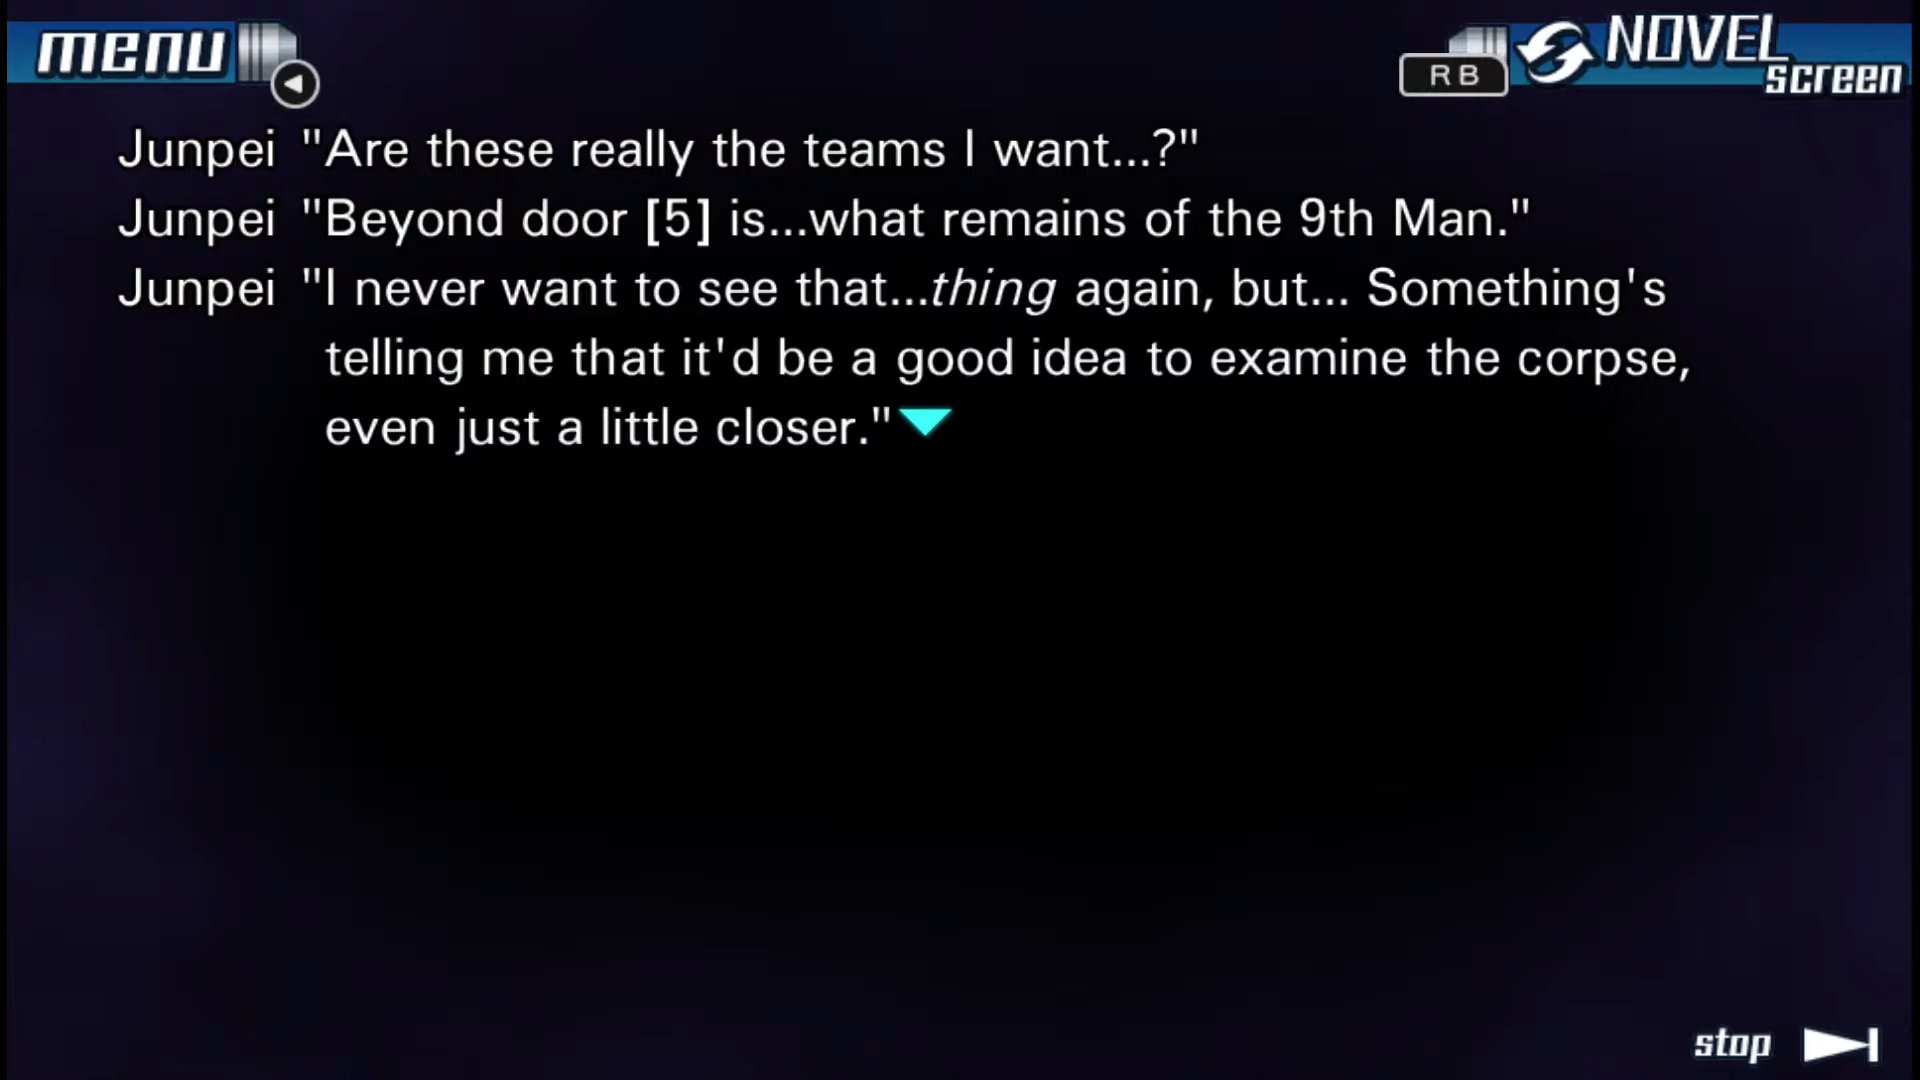 menu
RB
NOVEL
screen
Junpei "Are these really the teams I want...?"
Junpei "Beyond door [5] is...what remains of the 9th Man."
Junpei "I never want to see that...thing again, but... Something's
telling me that it'd be a good idea to examine the corpse,
even just a little closer."
stop